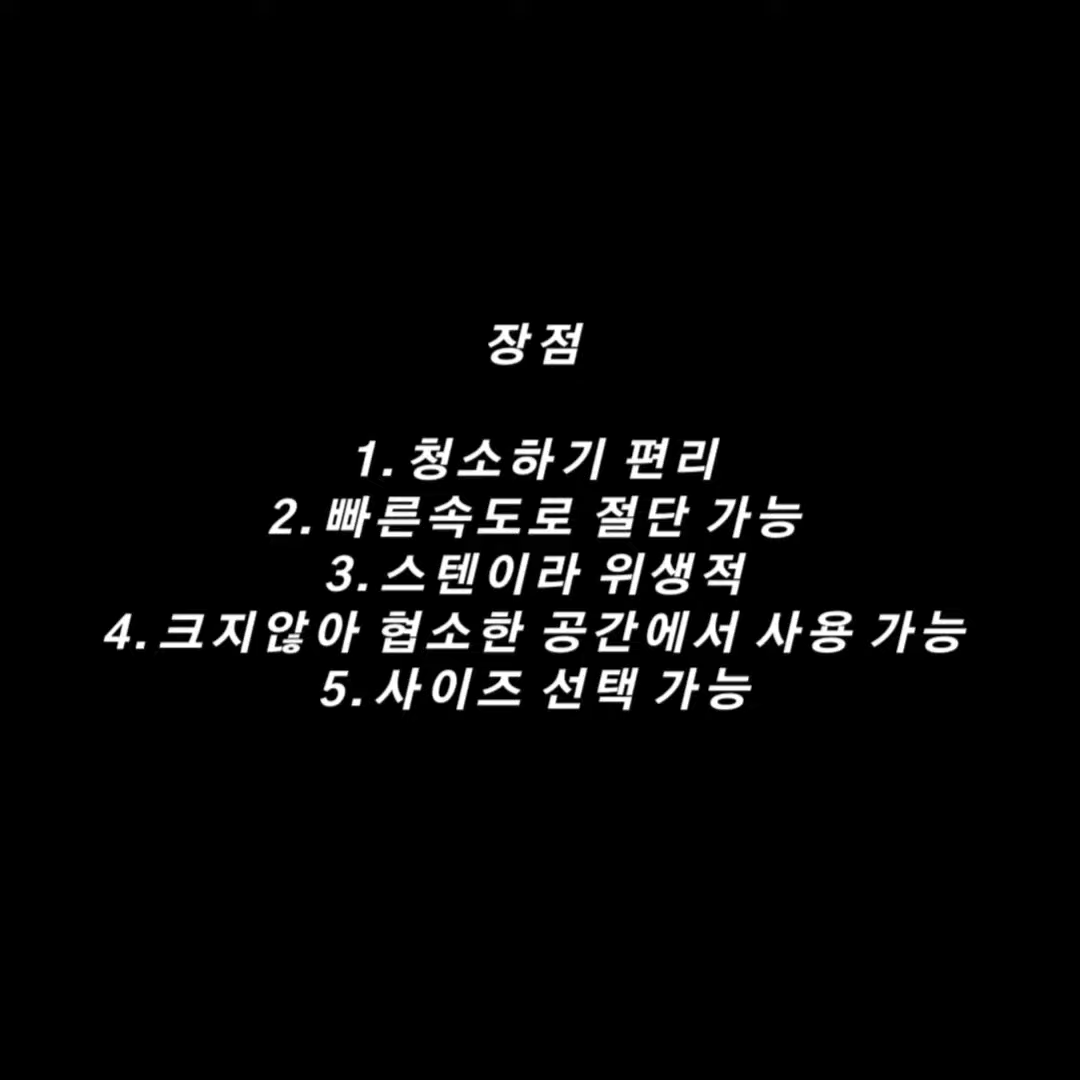 장점
1. 청소하기 편리
2. 빠른속도로 절단 가능
3. 스텐이라 위생적
4. 크지않아 협소한 공간에서 사용 가능
5. 사이즈 선택 가능